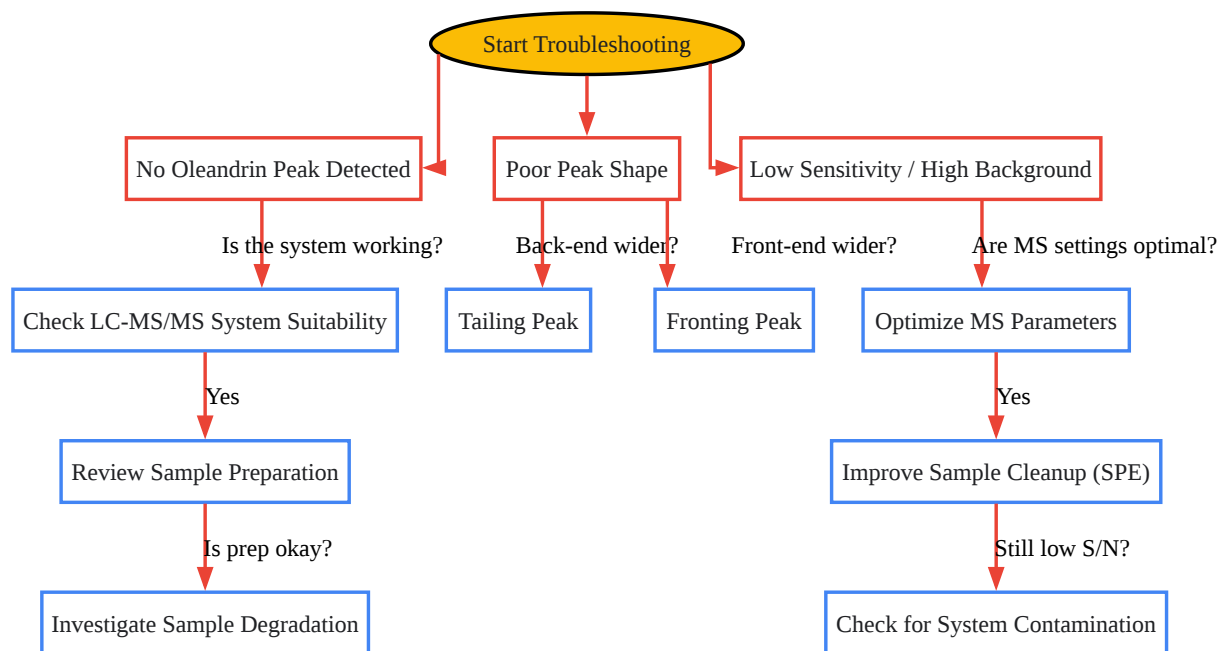 Start Troubleshooting
No Oleandrin Peak Detected
Poor Peak Shape
Low Sensitivity / High Background
Is the system working?
Back-end wider?
Front-end wider?
Are MS settings optimal?
Check LC-MS/MS System Suitability
Tailing Peak
Fronting Peak
Optimize MS Parameters
Yes
Yes
Review Sample Preparation
Improve Sample Cleanup (SPE)
Is prep okay?
Still low S/N?
Investigate Sample Degradation
Check for System Contamination